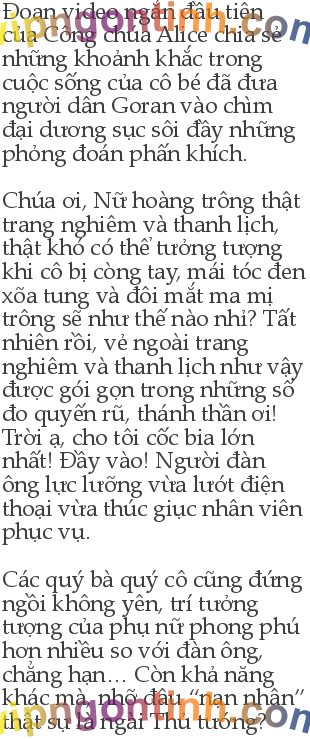 Đoạn video ngắn đầu tiên
của Công chúa Alice chia sẻ
những khoảnh khắc trong
cuộc sống của cô bé đã đưa
người dân Goran vào chìm
đại dương sục sôi đầy những
phỏng đoán phấn khích.
Chúa ơi, Nữ hoàng trông thật
trang nghiêm và thanh lịch,
thật khó có thể tưởng tượng
khi cô bị còng tay, mái tóc đen
xõa tung và đôi mắt ma mị
trông sẽ như thế nào nhỉ? Tất
nhiên rồi, vẻ ngoài trang
nghiêm và thanh lịch như vậy
được gói gọn trong những số
đo quyến rũ, thánh thần ơi!
Trời ạ, cho tôi cốc bia lớn
nhất! Đầy vào! Người đàn
ông lực lưỡng vừa lướt điện
thoại vừa thúc giục nhân viên
phục vụ.
Các quý bà quý cô cũng đứng
ngồi không yên, trí tưởng
tượng của phụ nữ phong phú
hơn nhiều so với đàn ông,
chẳng hạn… Còn khả năng
khác mà, nhỡ đâu “nạn nhân”
thật sự là ngài Thủ tướng?
vipngontinh.com
vipngontinh.com